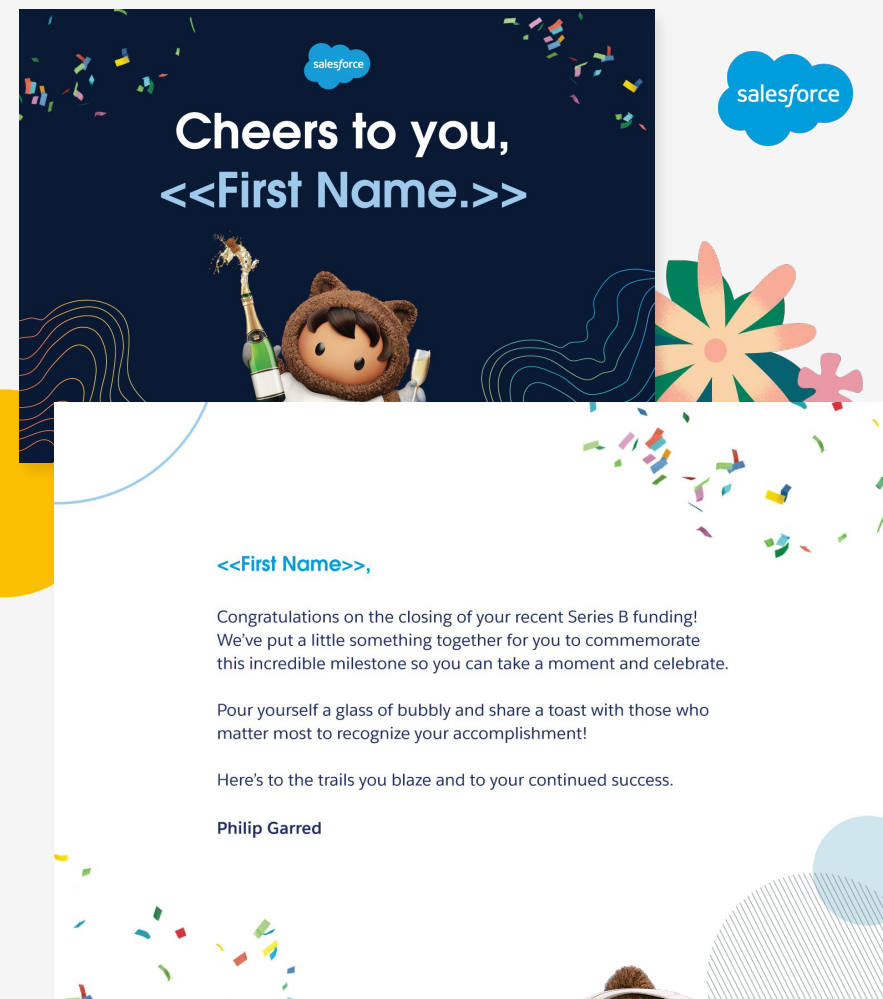 salesforce
Cheers to you,
<<First Name.>>
salesforce
<<First Name>>,
Congratulations on the closing of your recent Series B funding!
We’ve put a little something together for you to commemorate
this incredible milestone so you can take a moment and celebrate.
Pour yourself a glass of bubbly and share a toast with those who
matter most to recognize your accomplishment!
Here’s to the trails you blaze and to your continued success.
Philip Garred